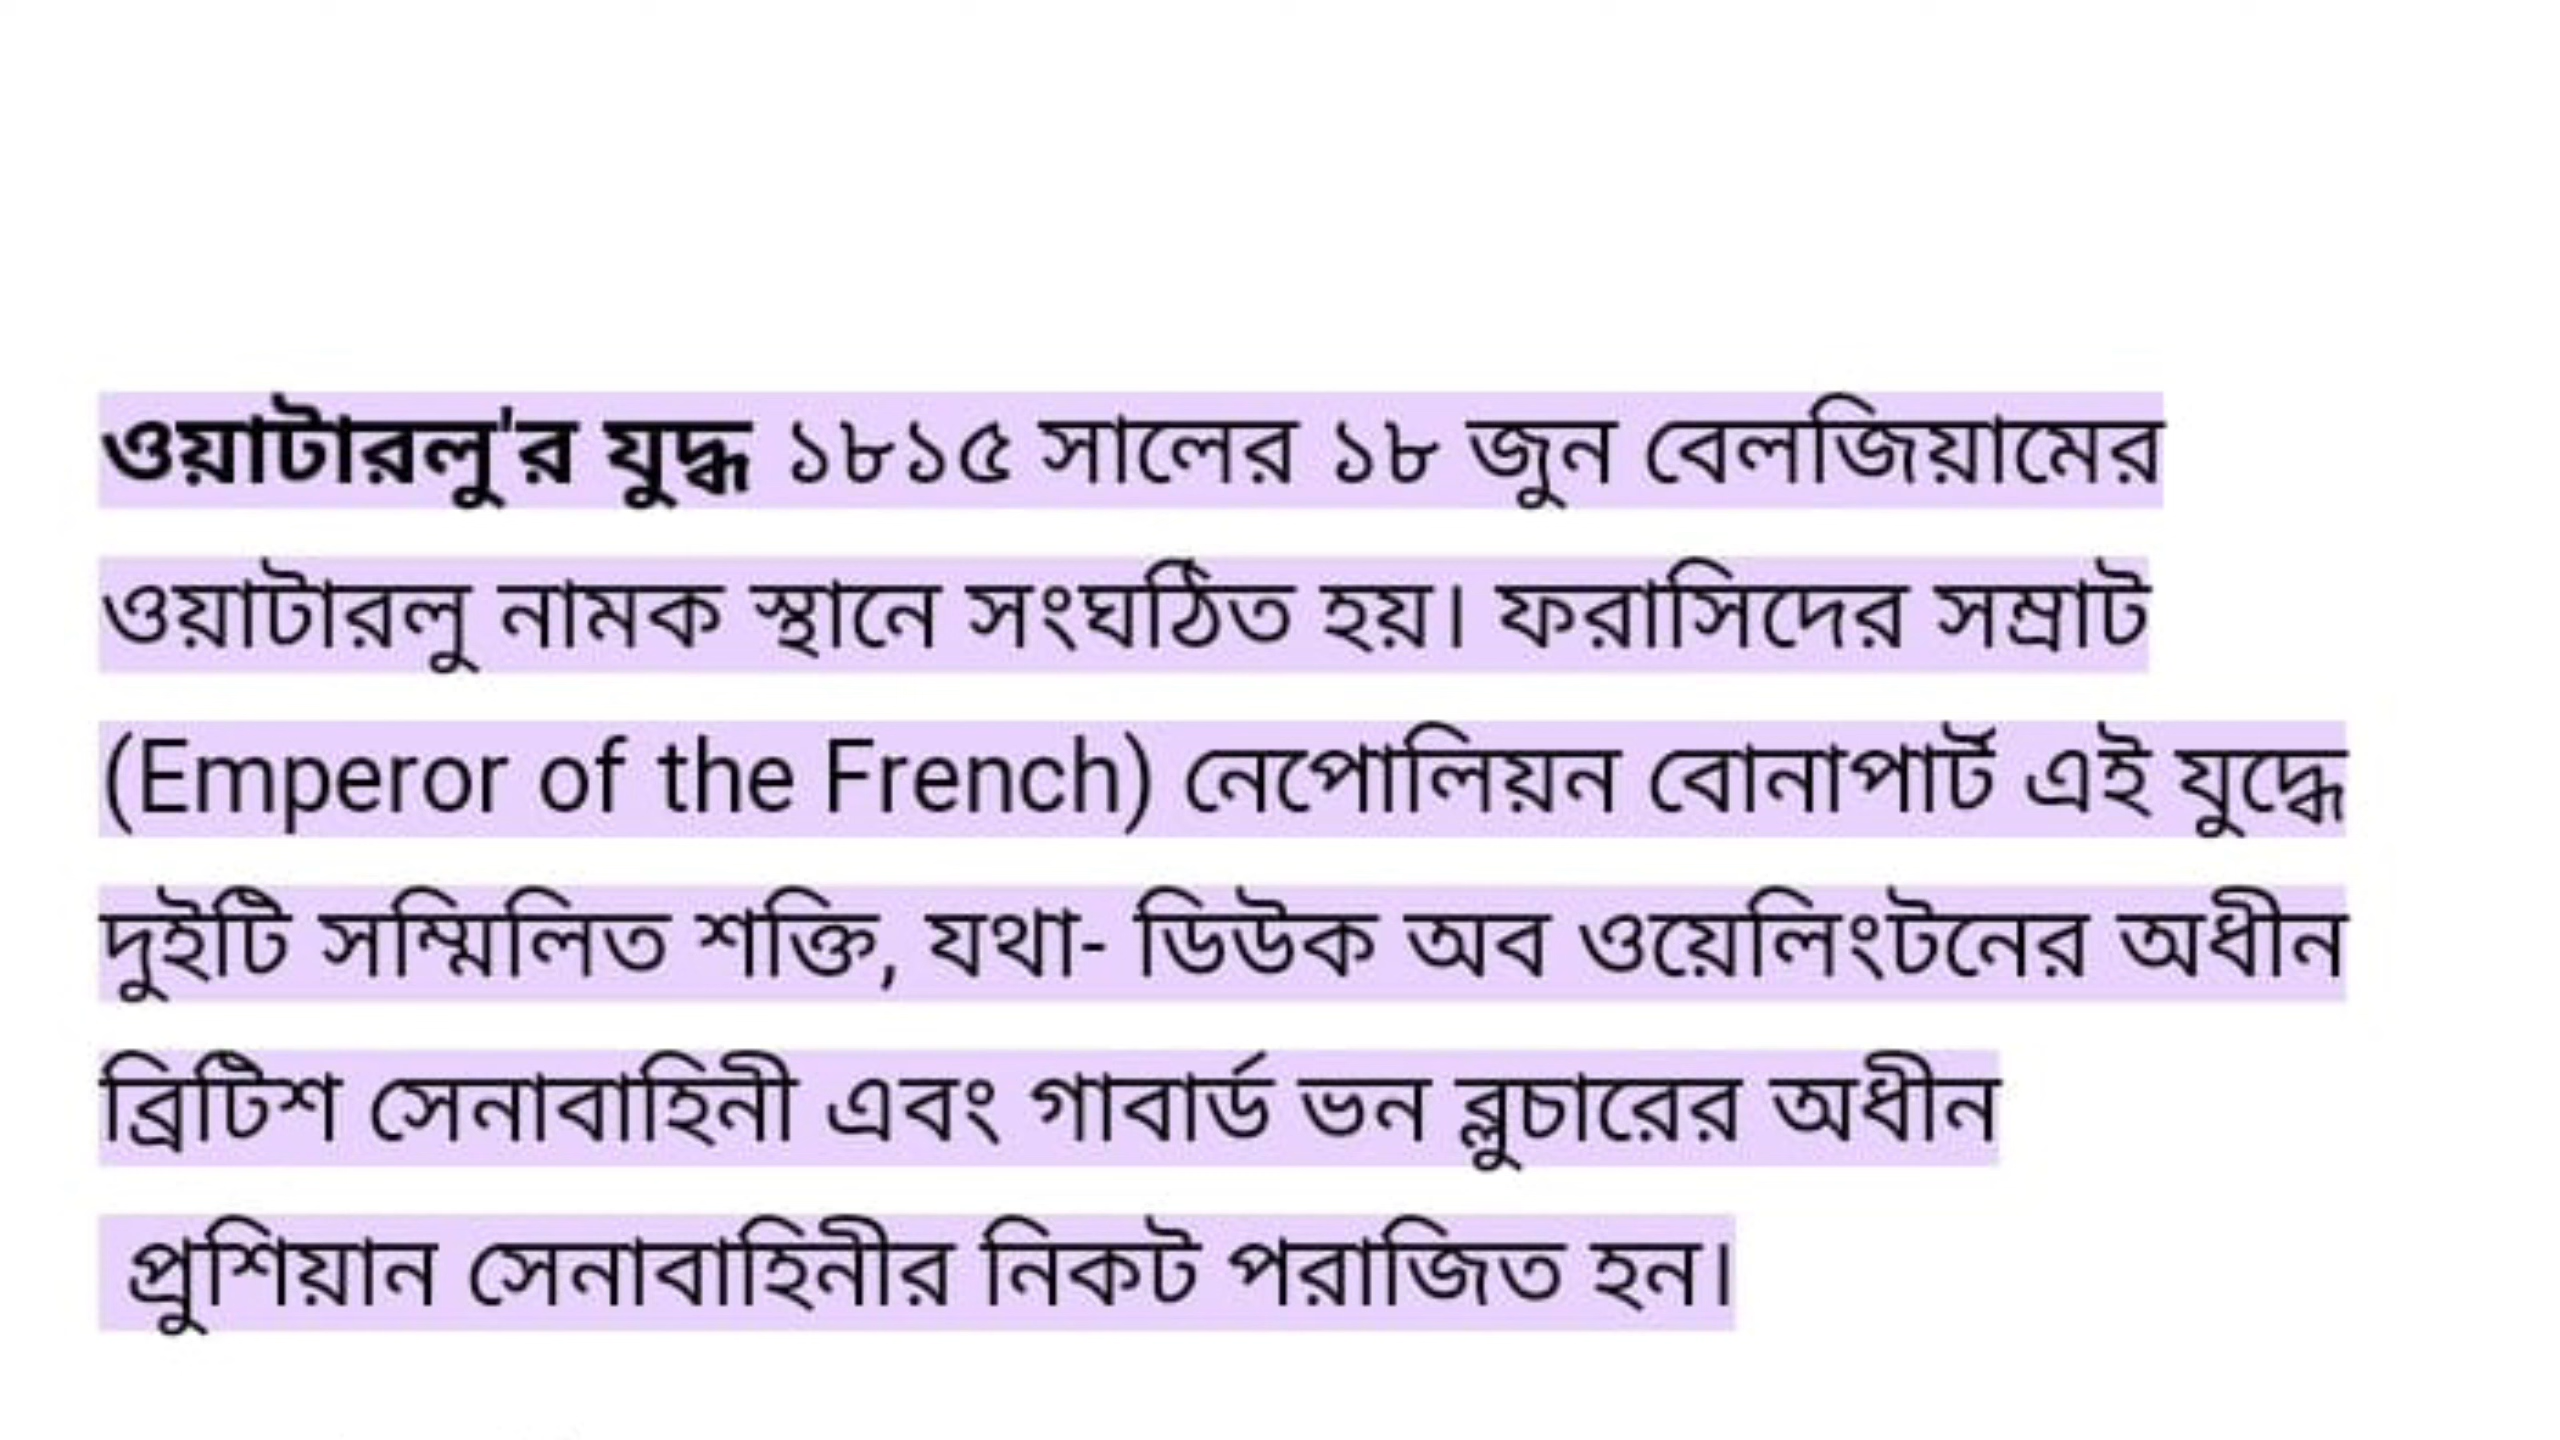 ওয়াটারলু'র যুদ্ধ ১৮১৫ সালের ১৮ জুন বেলজিয়ামের
ওয়াটারলু নামক স্থানে সংঘঠিত হয়। ফরাসিদের সম্রাট
(Emperor of the French) নেপোলিয়ন বোনাপার্ট এই যুদ্ধে
দুইটি সম্মিলিত শক্তি, যথা- ডিউক অব ওয়েলিংটনের অধীন
ব্রিটিশ সেনাবাহিনী এবং গাবার্ড ভন ব্লুচারের অধীন
প্রুশিয়ান সেনাবাহিনীর নিকট পরাজিত হন।